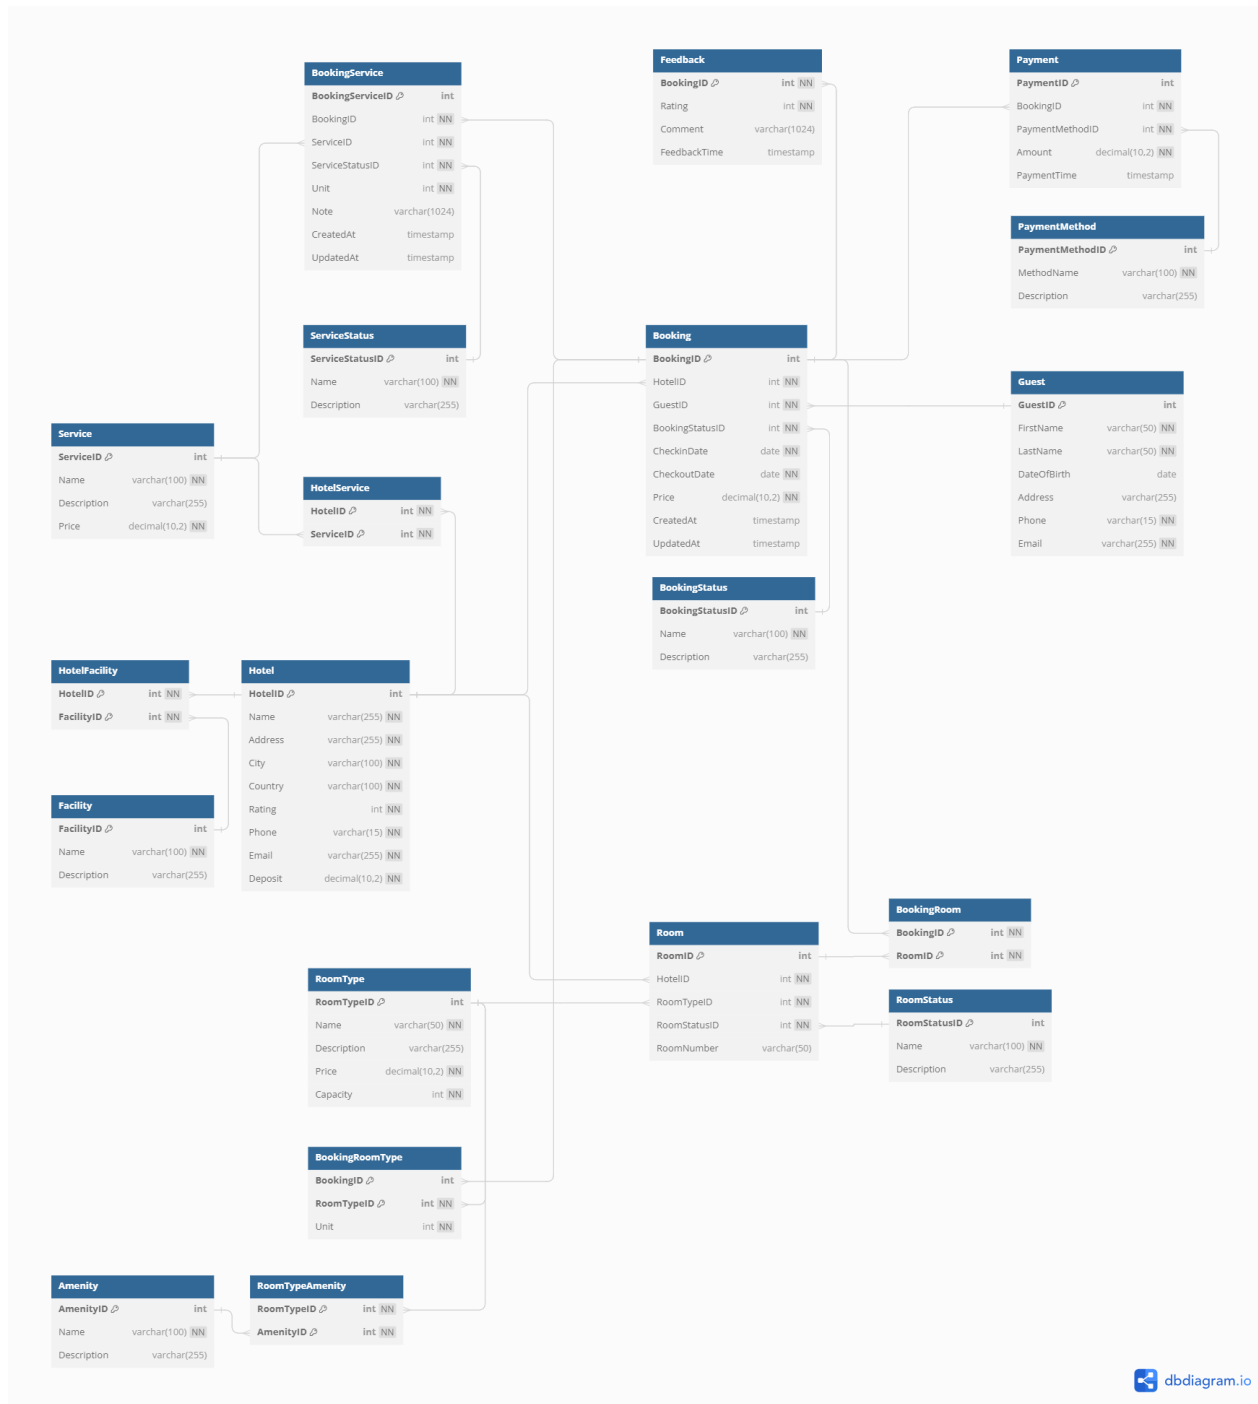 BookingService
BookingServiceID int
BookingID int NN
ServiceID int NN
ServiceStatusID int NN
Unit int NN
Note varchar(1024)
CreatedAt timestamp
UpdatedAt timestamp
Feedback
BookingID int NN
Rating int NN
Comment varchar(1024)
FeedbackTime timestamp
Payment
PaymentID int
BookingID int NN
PaymentMethodID int NN
Amount decimal(10,2) NN
PaymentTime timestamp
PaymentMethod
PaymentMethodID int
MethodName varchar(100) NN
Description varchar(255)
ServiceStatus
ServiceStatusID int
Name varchar(100) NN
Description varchar(255)
Booking
BookingID int
HotelID int NN
GuestID int NN
BookingStatusID int NN
CheckinDate date NN
CheckoutDate date NN
Price decimal(10,2) NN
CreatedAt timestamp
UpdatedAt timestamp
Guest
GuestID int
FirstName varchar(50) NN
LastName varchar(50) NN
DateOfBirth date
Address varchar(255)
Phone varchar(15) NN
Email varchar(255) NN
Service
ServiceID int
Name varchar(100) NN
Description varchar(255)
Price decimal(10,2) NN
HotelService
HotelID int NN
ServiceID int NN
BookingStatus
BookingStatusID int
Name varchar(100) NN
Description varchar(255)
HotelFacility
HotelID int NN
FacilityID int NN
Hotel
HotelID int
Name varchar(255) NN
Address varchar(255) NN
City varchar(100) NN
Country varchar(100) NN
Rating int NN
Phone varchar(15) NN
Email varchar(255) NN
Deposit decimal(10,2) NN
Facility
FacilityID int
Name varchar(100) NN
Description varchar(255)
BookingRoom
BookingID int NN
RoomID int NN
Room
RoomID int
HotelID int NN
RoomTypeID int NN
RoomStatusID int NN
RoomNumber varchar(50)
RoomStatus
RoomStatusID int
Name varchar(100) NN
Description varchar(255)
RoomType
RoomTypeID int
Name varchar(50) NN
Description varchar(255)
Price decimal(10,2) NN
Capacity int NN
BookingRoomType
BookingID int
RoomTypeID int NN
Unit int NN
Amenity
AmenityID int
Name varchar(100) NN
Description varchar(255)
RoomTypeAmenity
RoomTypeID int NN
AmenityID int NN
dbdiagram.io